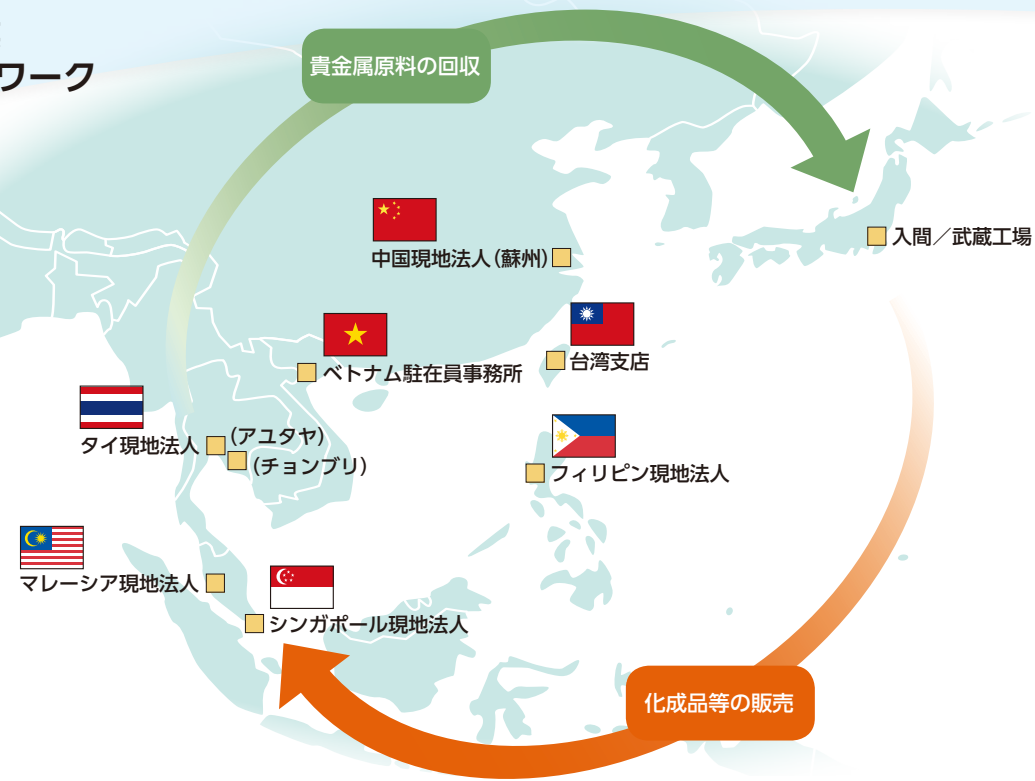 ワーク
貴金属原料の回収
入間／武蔵工場
中国現地法人（蘇州）
台湾支店
ベトナム駐在員事務所
タイ現地法人
（アユタヤ）
（チョンブリ）
フィリピン現地法人
マレーシア現地法人
シンガポール現地法人
化成品等の販売